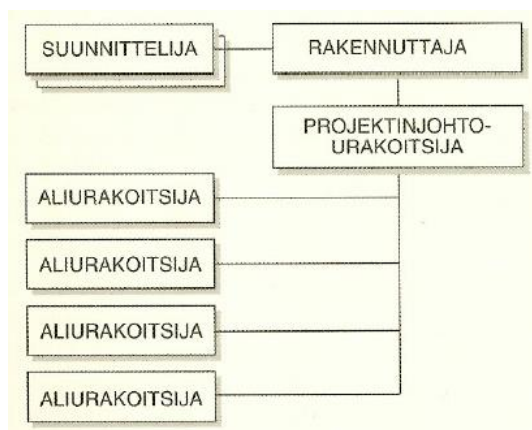 SUUNNITTELIJA
RAKENNUTTAJA
PROJEKTINJOHTO-
URAKOITSIJA
ALIURAKOITSIJA
ALIURAKOITSIJA
ALIURAKOITSIJA
ALIURAKOITSIJA